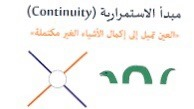 مبدأ الاستمرارية (Continuity)
«العين تميل إلى إكمال الأشياء الغير مكتملة»